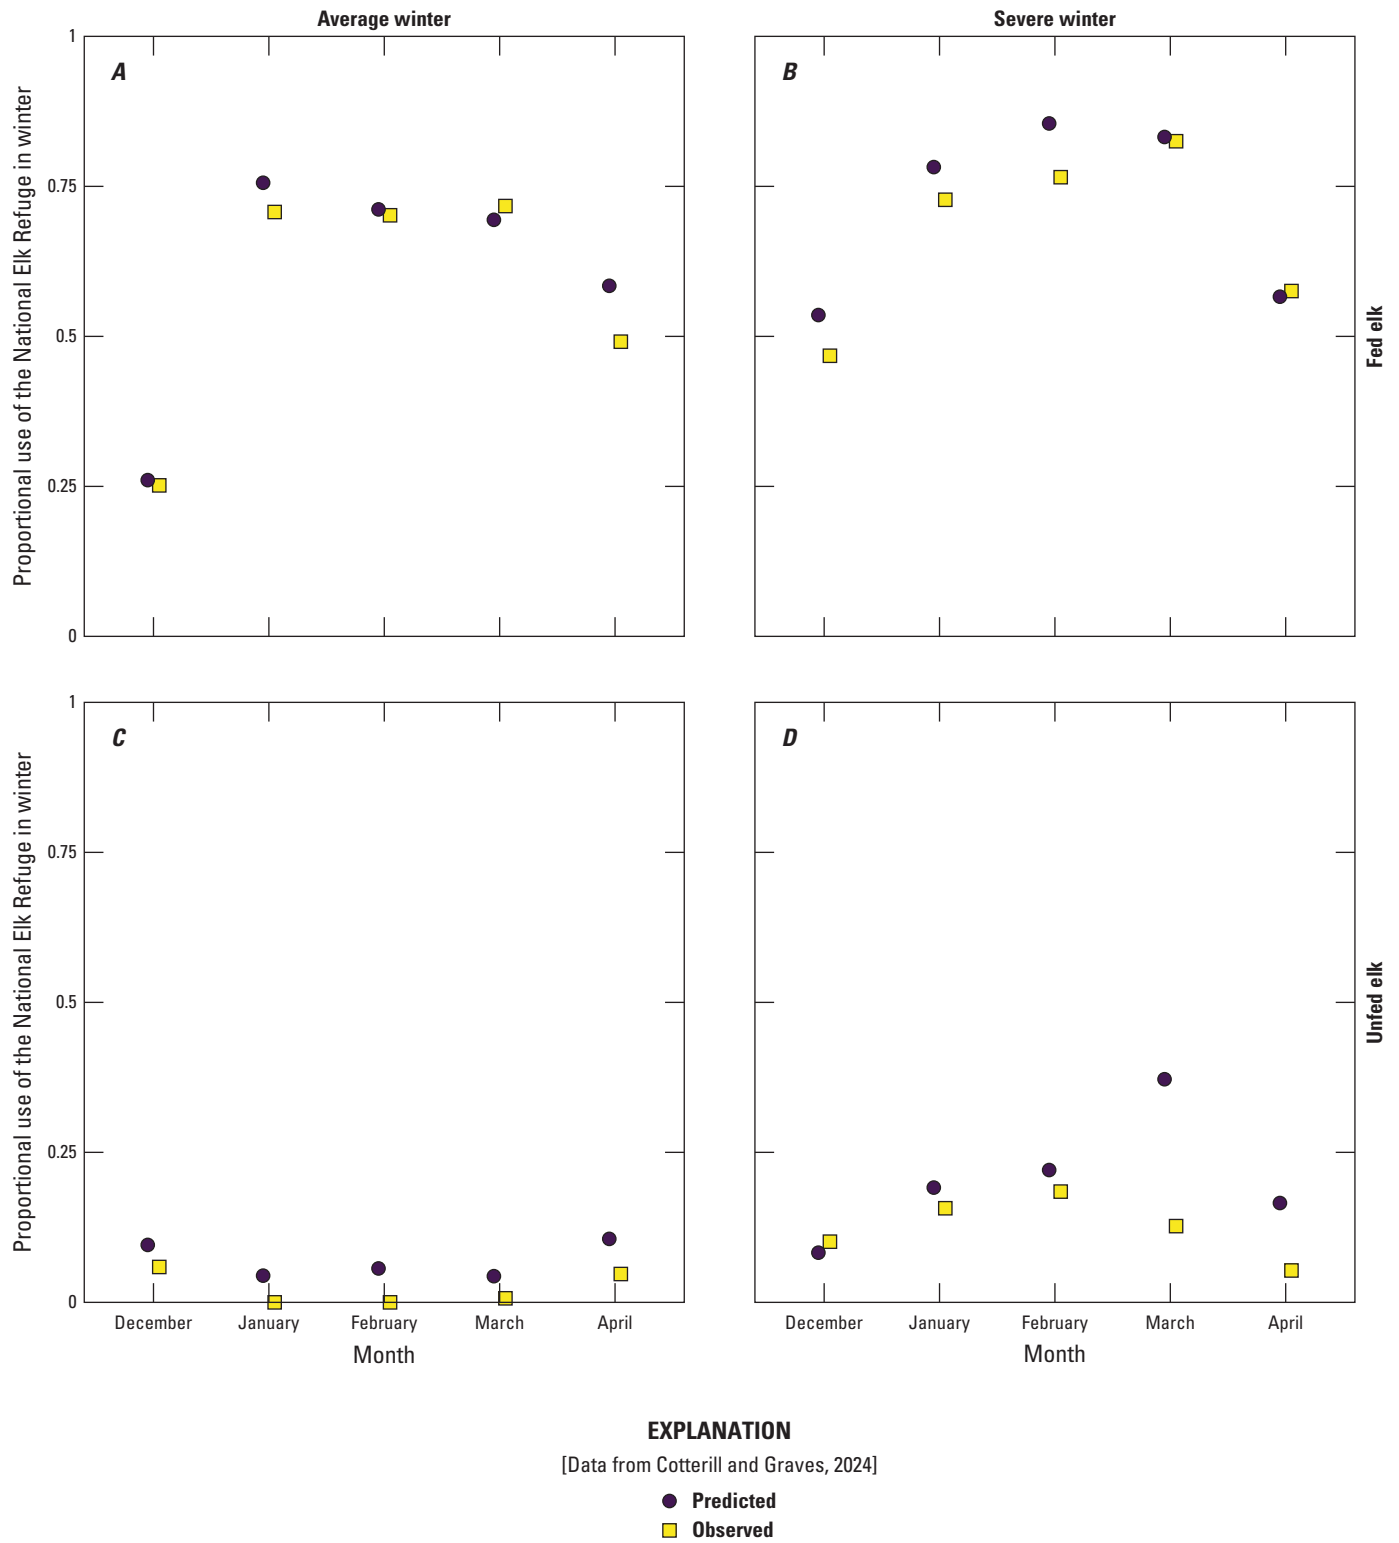 Average winter
Severe winter
A
B
1
0.75
0.5
0.25
0
Proportional use of the National Elk Refuge in winter
Fed elk
C
D
1
0.75
0.5
0.25
0
Proportional use of the National Elk Refuge in winter
Unfed elk
December January February March April
December January February March April
Month
Month
EXPLANATION
[Data from Cotterill and Graves, 2024]
Predicted
Observed